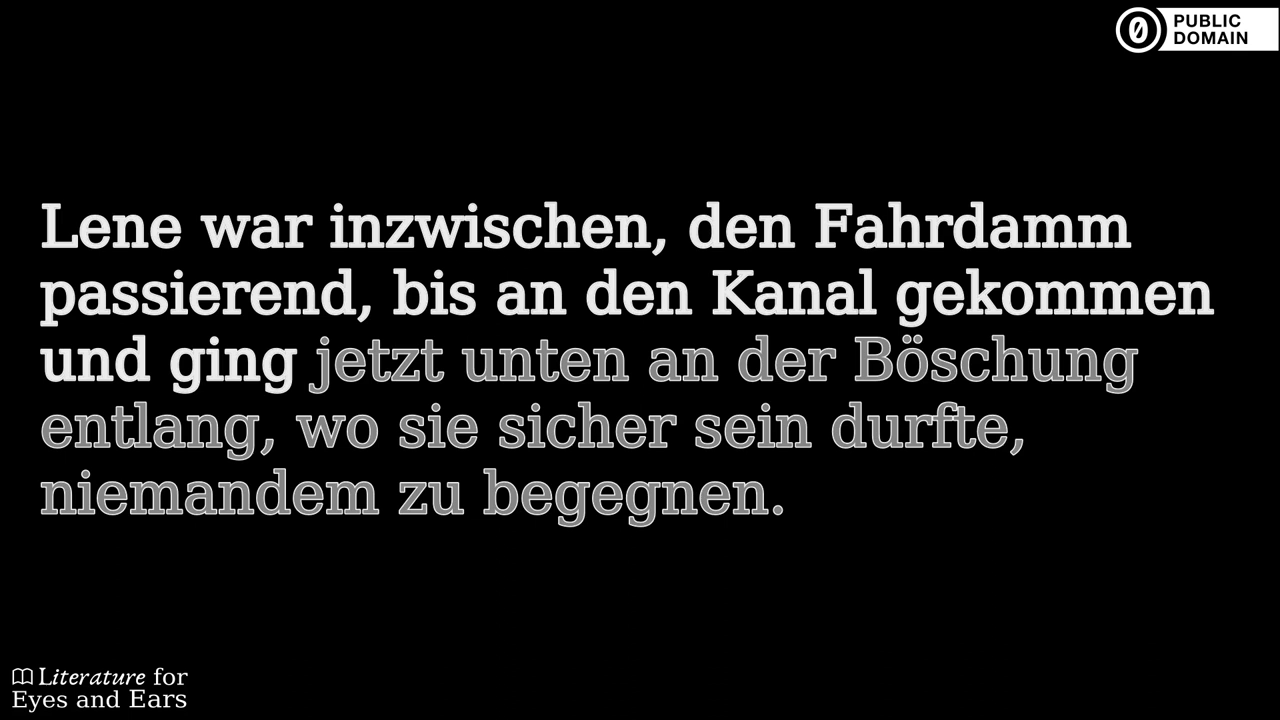 PUBLIC
DOMAIN
Lene war inzwischen, den Fahrdamm
passierend, bis an den Kanal gekommen
und ging jetzt unten an der Böschung
entlang, wo sie sicher sein durfte,
niemandem zu begegnen.
Literature for
Eyes and Ears